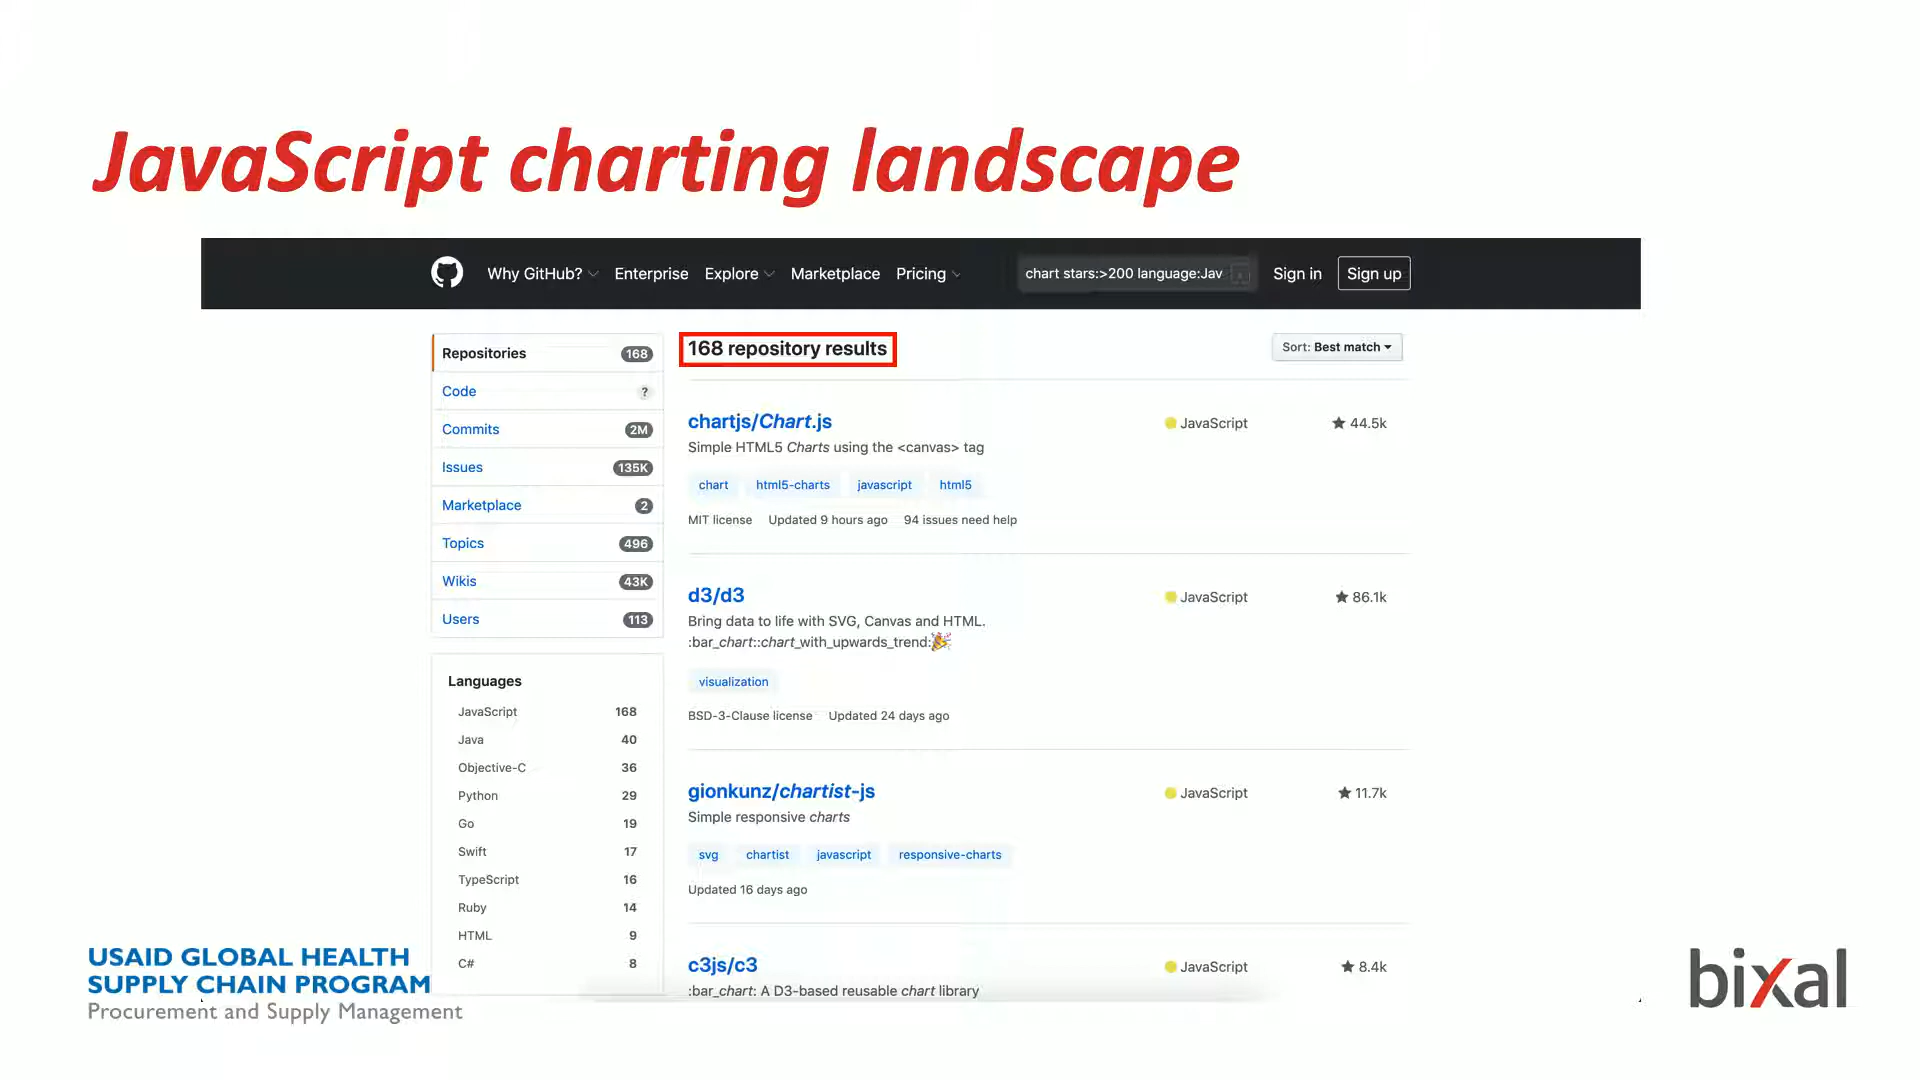 JavaScript charting landscape
Why GitHub? Enterprise Explore Marketplace Pricing chart stars:>200 language:Jav Sign in Sign up
Repositories 168
Code ?
Commits 2M
Issues 135K
Marketplace 2
Topics 496
Wikis 43K
Users 113
Languages
JavaScript 168
Java 40
Objective-C 36
Python 29
Go 19
Swift 17
TypeScript 16
Ruby 14
HTML 9
C# 8
168 repository results Sort: Best match
chartjs/Chart.js JavaScript 44.5k
Simple HTML5 Charts using the <canvas> tag
chart html5-charts javascript html5
MIT license Updated 9 hours ago 94 issues need help
d3/d3 JavaScript 86.1k
Bring data to life with SVG, Canvas and HTML.
:bar_chart::chart_with_upwards_trend:🎉
visualization
BSD-3-Clause license Updated 24 days ago
gionkunz/chartist-js JavaScript 11.7k
Simple responsive charts
svg chartist javascript responsive-charts
Updated 16 days ago
c3js/c3 JavaScript 8.4k
:bar_chart: A D3-based reusable chart library
USAID GLOBAL HEALTH
SUPPLY CHAIN PROGRAM
Procurement and Supply Management
bixal